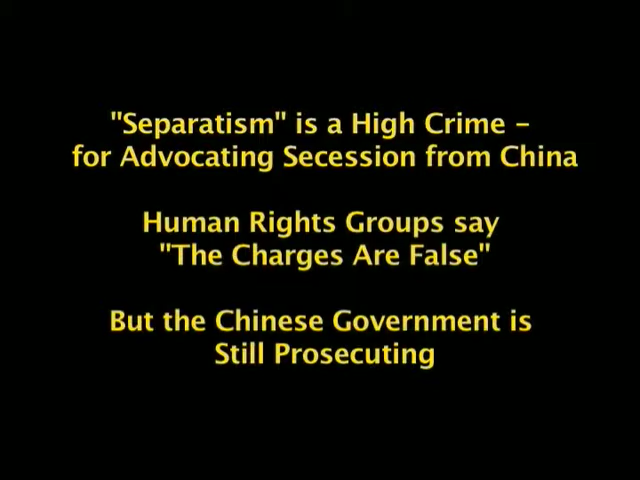 "Separatism" is a High Crime –
for Advocating Secession from China
Human Rights Groups say
"The Charges Are False"
But the Chinese Government is
Still Prosecuting